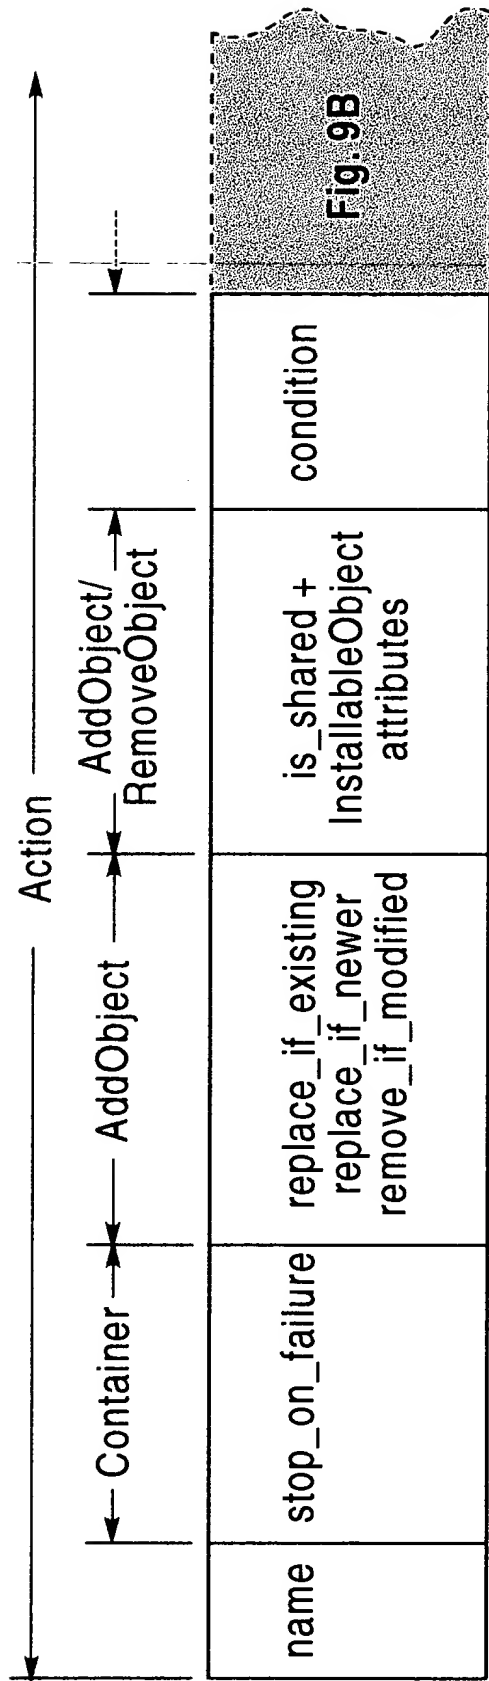 Action
Container
AddObject
AddObject/
RemoveObject
name
stop_on_failure
replace_if_existing
replace_if_newer
remove_if_modified
is_shared +
InstallableObject
attributes
condition
Fig. 9B